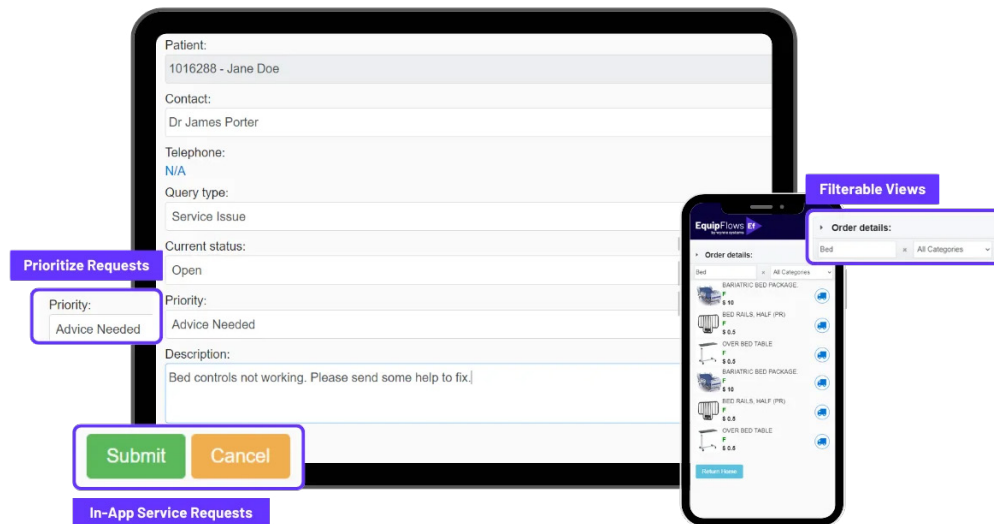 Patient:
1016288 - Jane Doe
Contact:
Dr James Porter
Telephone:
N/A
Query type:
Service Issue
Current status:
Open
Priority:
Advice Needed
Description:
Bed controls not working. Please send some help to fix.
Prioritize Requests
Priority:
Advice Needed
Submit
Cancel
In-App Service Requests
Filterable Views
Order details:
Bed × All Categories
EquipFlows Ef
Order details:
Bed × All Categories
BARIATRIC BED PACKAGE.
F
$ 10
BED RAILS, HALF (PR)
F
$ 0.5
OVER BED TABLE
F
$ 0.5
BARIATRIC BED PACKAGE
F
$ 10
BED RAILS, HALF (PR)
F
$ 0.5
OVER BED TABLE
F
$ 0.5
Return Home